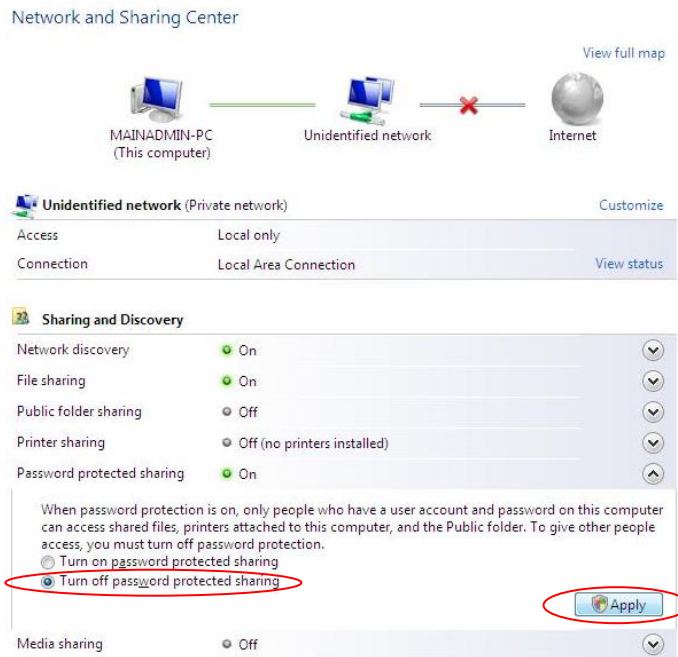 Network and Sharing Center
View full map
MAINADMIN-PC
(This computer)
Unidentified network
Internet
Unidentified network (Private network) Customize
Access Local only
Connection Local Area Connection View status
Sharing and Discovery
Network discovery On
File sharing On
Public folder sharing Off
Printer sharing Off (no printers installed)
Password protected sharing On
When password protection is on, only people who have a user account and password on this computer
can access shared files, printers attached to this computer, and the Public folder. To give other people
access, you must turn off password protection.
Turn on password protected sharing
Turn off password protected sharing
Apply
Media sharing Off